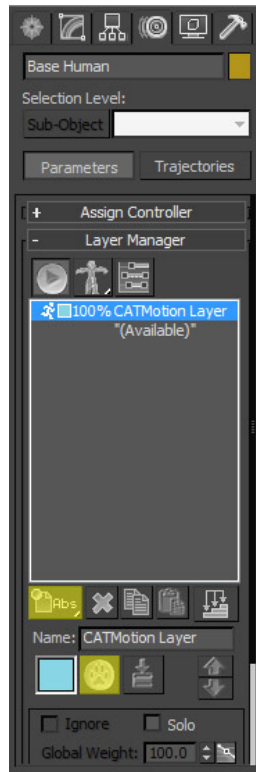 Base Human
Selection Level:
Sub-Object
Parameters Trajectories
+ Assign Controller
- Layer Manager
100% CATMotion Layer
"(Available)"
Abs
Name: CATMotion Layer
Ignore Solo
Global Weight: 100.0